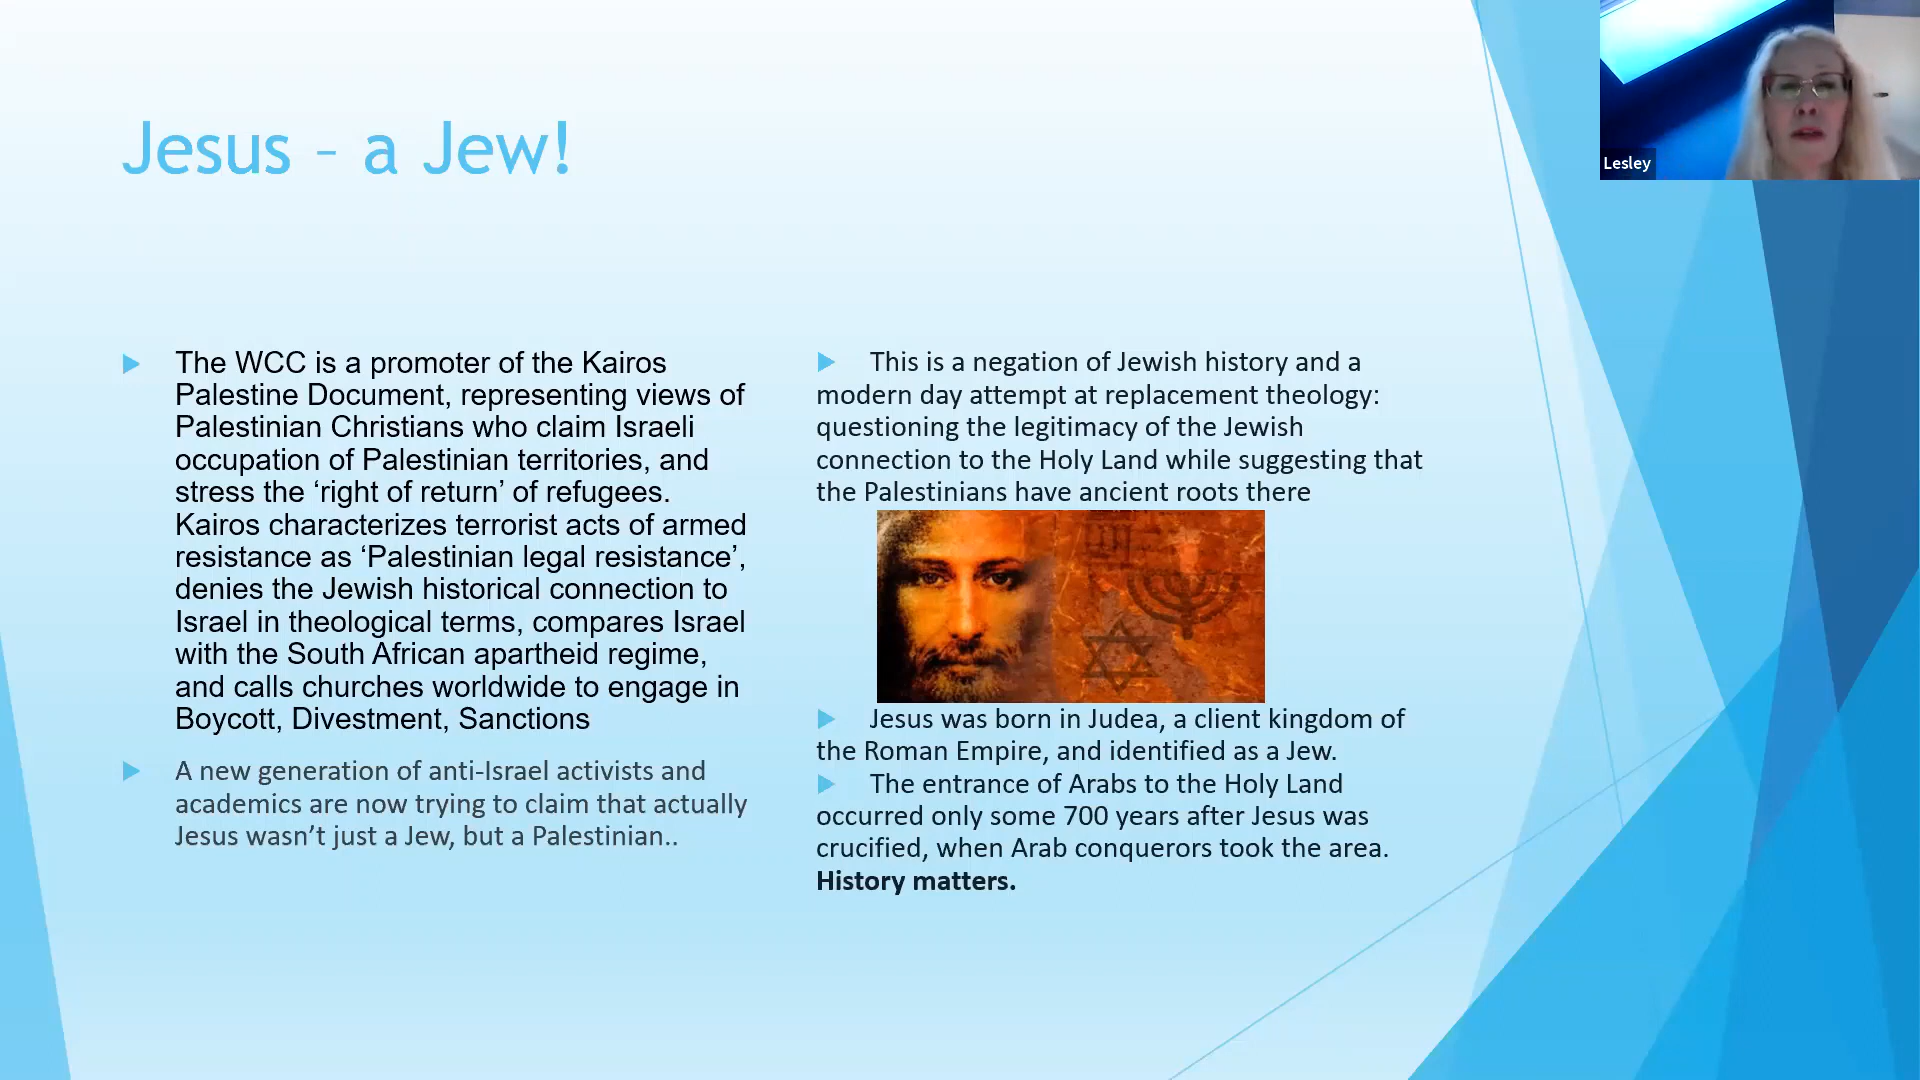 Jesus – a Jew!
The WCC is a promoter of the Kairos
Palestine Document, representing views of
Palestinian Christians who claim Israeli
occupation of Palestinian territories, and
stress the ‘right of return’ of refugees.
Kairos characterizes terrorist acts of armed
resistance as ‘Palestinian legal resistance’,
denies the Jewish historical connection to
Israel in theological terms, compares Israel
with the South African apartheid regime,
and calls churches worldwide to engage in
Boycott, Divestment, Sanctions
A new generation of anti-Israel activists and
academics are now trying to claim that actually
Jesus wasn’t just a Jew, but a Palestinian..
This is a negation of Jewish history and a
modern day attempt at replacement theology:
questioning the legitimacy of the Jewish
connection to the Holy Land while suggesting that
the Palestinians have ancient roots there
Jesus was born in Judea, a client kingdom of
the Roman Empire, and identified as a Jew.
The entrance of Arabs to the Holy Land
occurred only some 700 years after Jesus was
crucified, when Arab conquerors took the area.
History matters.
Lesley